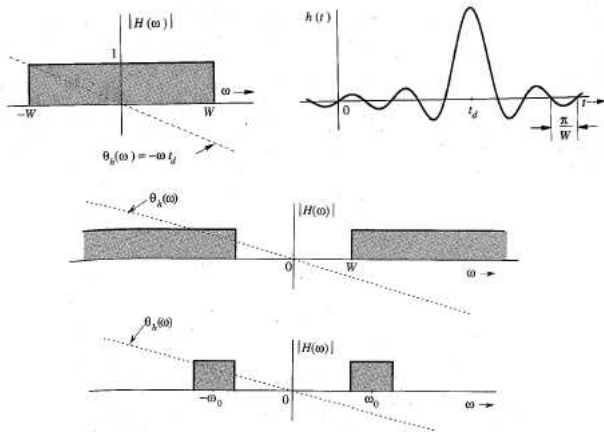 |H(ω)|
1
ω
−W
W
θ_h(ω) = −ω t_d
h(t)
0
t_d
t
π/W
θ_h(ω)
|H(ω)|
0
W
ω
θ_h(ω)
|H(ω)|
−ω_0
0
ω_0
ω